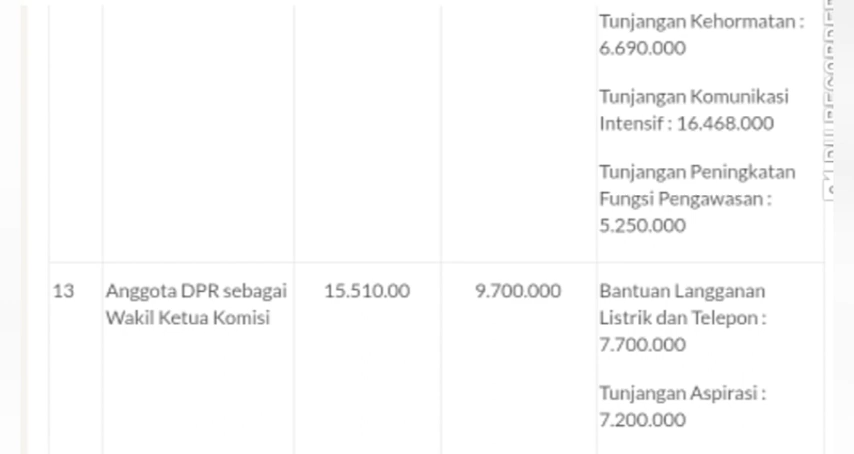 Tunjangan Kehormatan :
6.690.000
Tunjangan Komunikasi
Intensif : 16.468.000
Tunjangan Peningkatan
Fungsi Pengawasan :
5.250.000
13 Anggota DPR sebagai Wakil Ketua Komisi
15.510.00
9.700.000
Bantuan Langganan
Listrik dan Telepon :
7.700.000
Tunjangan Aspirasi :
7.200.000